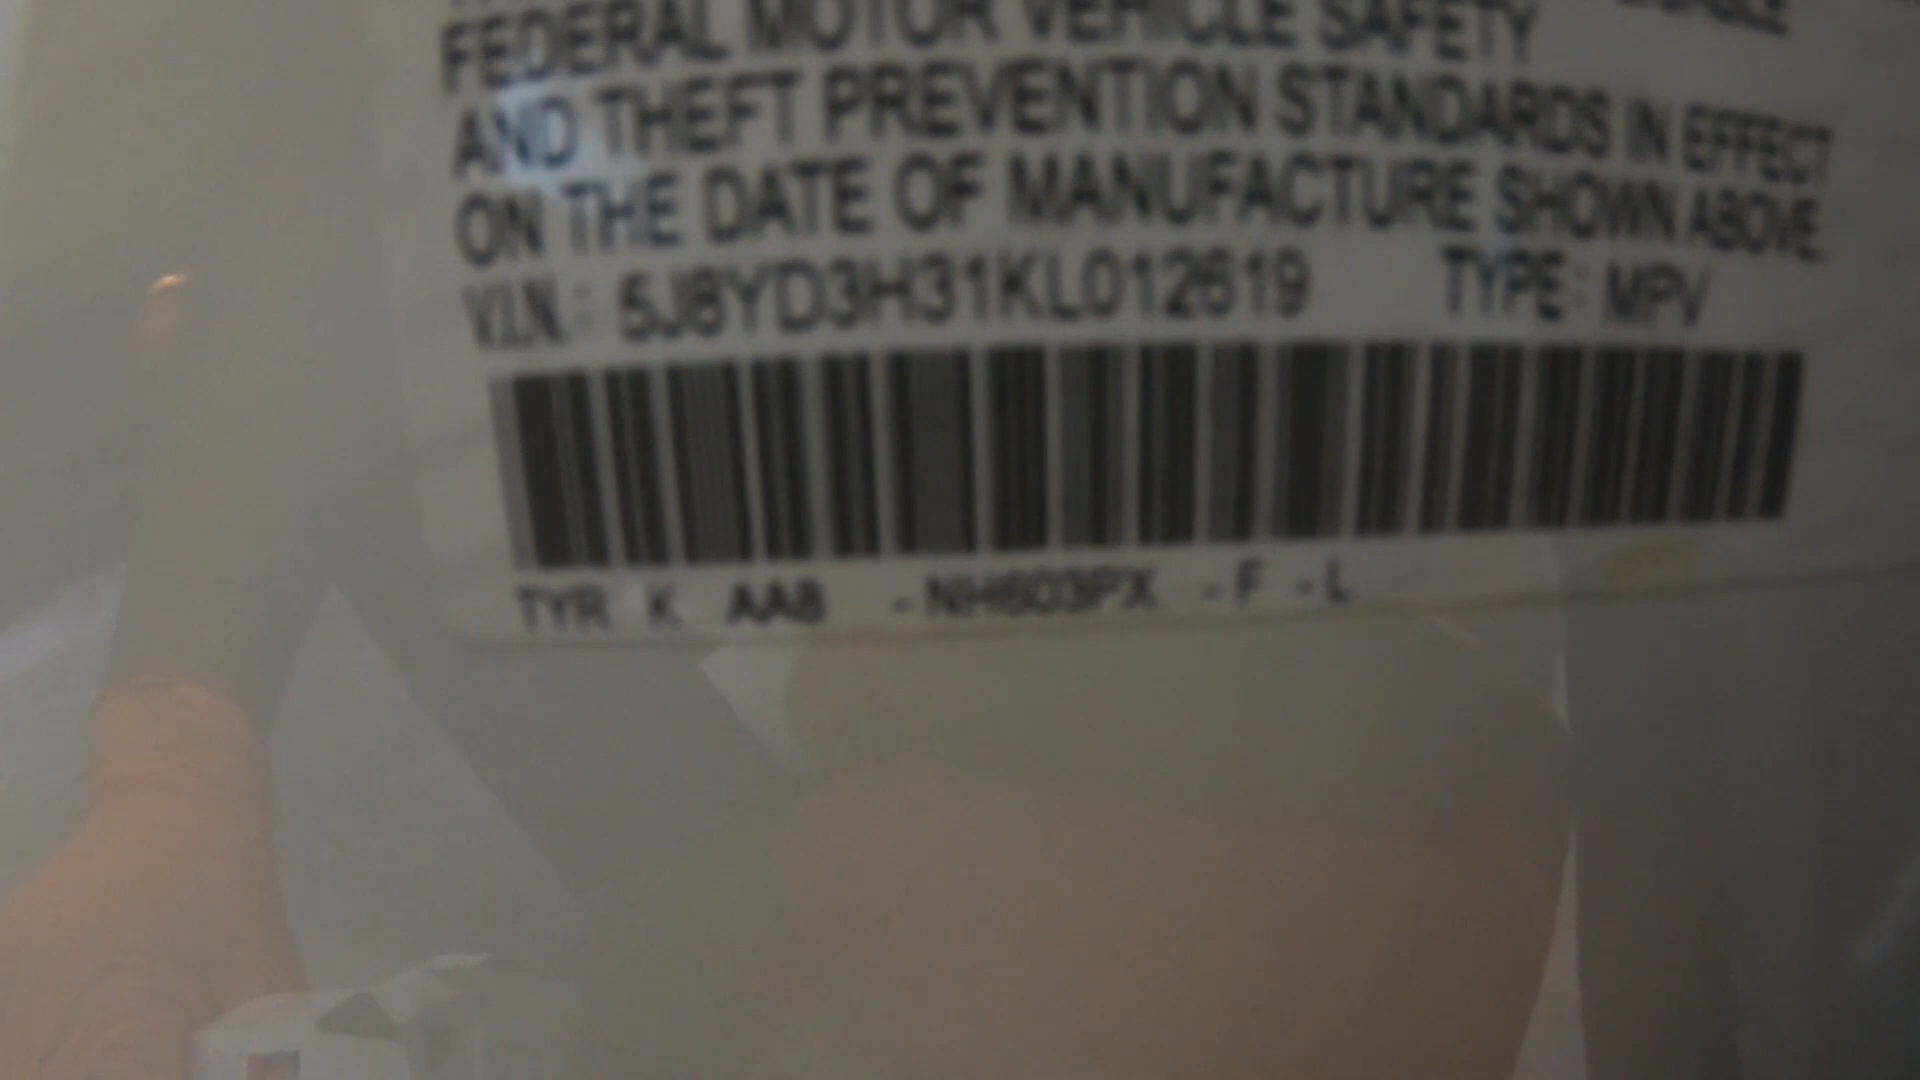 FEDERAL MOTOR VEHICLE SAFETY
AND THEFT PREVENTION STANDARDS IN EFFECT
ON THE DATE OF MANUFACTURE SHOWN ABOVE.
V.I.N.: 5J8YD3H31KL012619 TYPE: MPV
TYR K AA8 -NH603PX -F -L